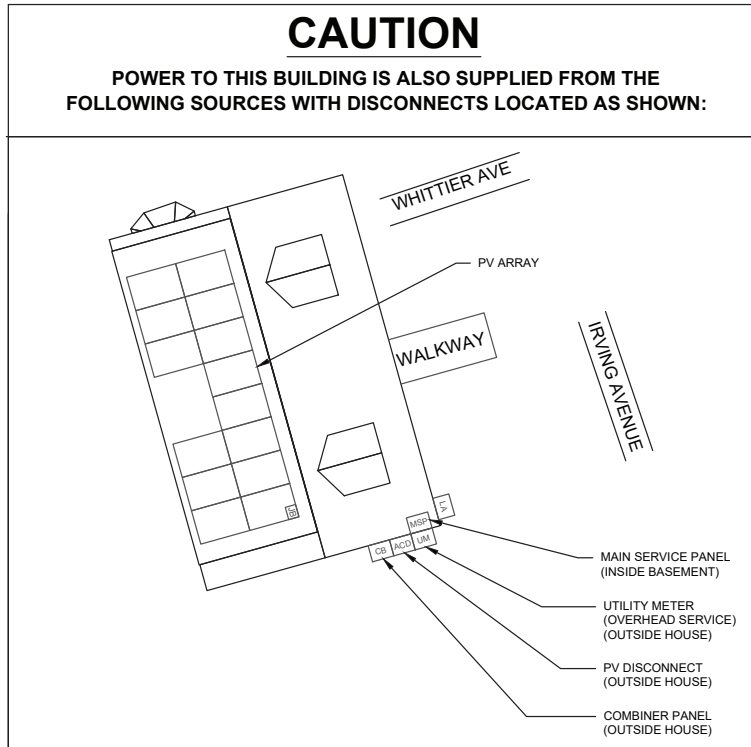 CAUTION
POWER TO THIS BUILDING IS ALSO SUPPLIED FROM THE
FOLLOWING SOURCES WITH DISCONNECTS LOCATED AS SHOWN:
WHITTIER AVE
PV ARRAY
WALKWAY
IRVING AVENUE
JB
LA
MSP
CB
ACD
UM
MAIN SERVICE PANEL
(INSIDE BASEMENT)
UTILITY METER
(OVERHEAD SERVICE)
(OUTSIDE HOUSE)
PV DISCONNECT
(OUTSIDE HOUSE)
COMBINER PANEL
(OUTSIDE HOUSE)